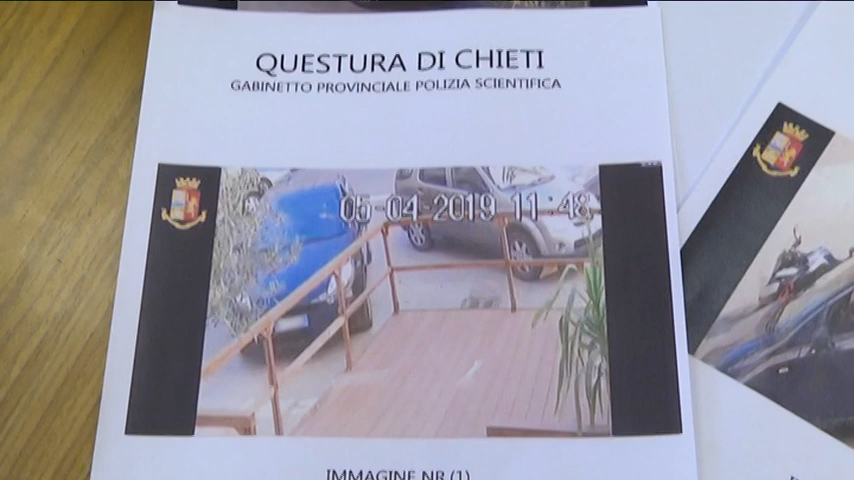 QUESTURA DI CHIETI
GABINETTO PROVINCIALE POLIZIA SCIENTIFICA
05-04-2019 11:48
IMMAGINE NR (1)